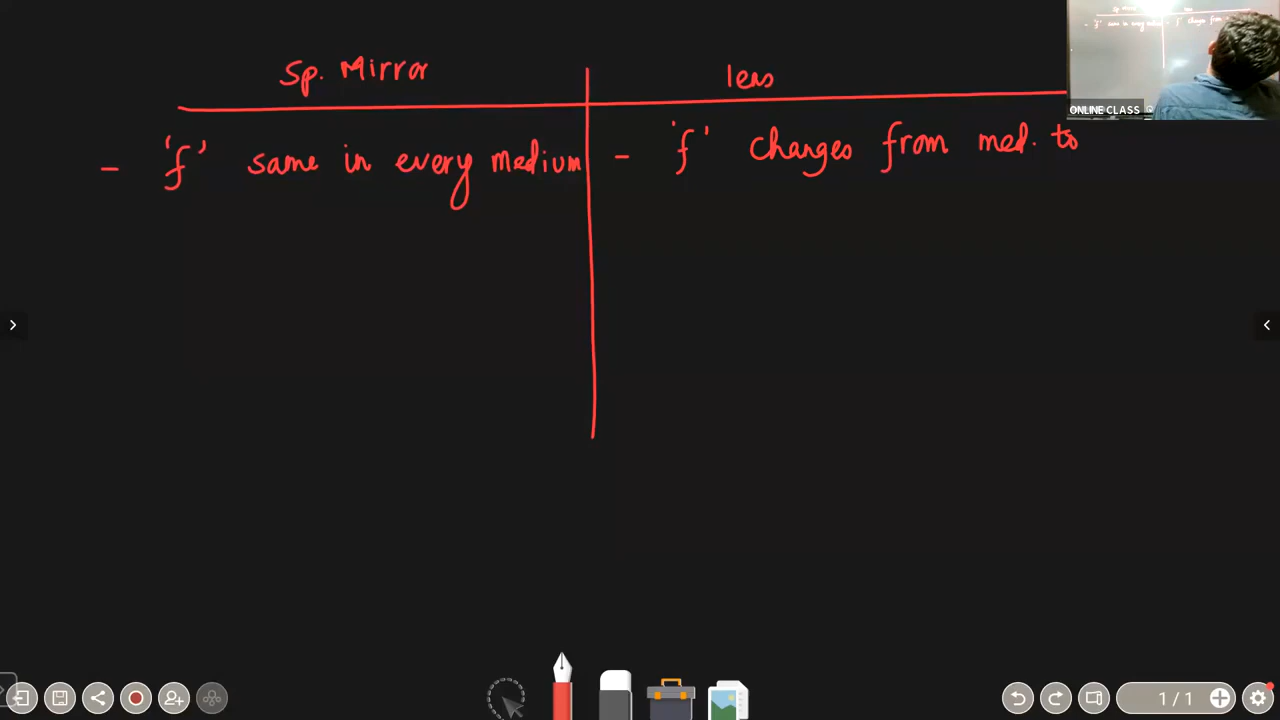 Sp. Mirror
lens
- 'f' same in every medium
- 'f' changes from med. to
ONLINE CLASS
1/1